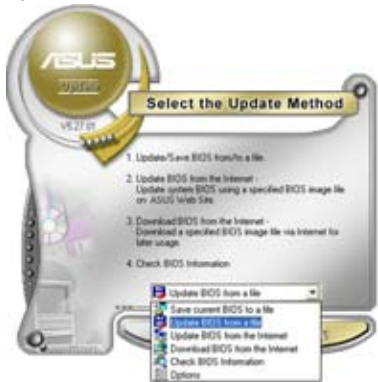 ASUS
Update
Select the Update Method
1. Update/Save BIOS from/to a file.
2. Update BIOS from the Internet -
Update system BIOS using a specified BIOS image file
on ASUS Web Site.
3. Download BIOS from the Internet -
Download a specified BIOS image file via Internet for
later usage.
4. Check BIOS Information
Update BIOS from a file
Save current BIOS to a file
Update BIOS from a file
Update BIOS from the Internet
Download BIOS from the Internet
Check BIOS Information
Options